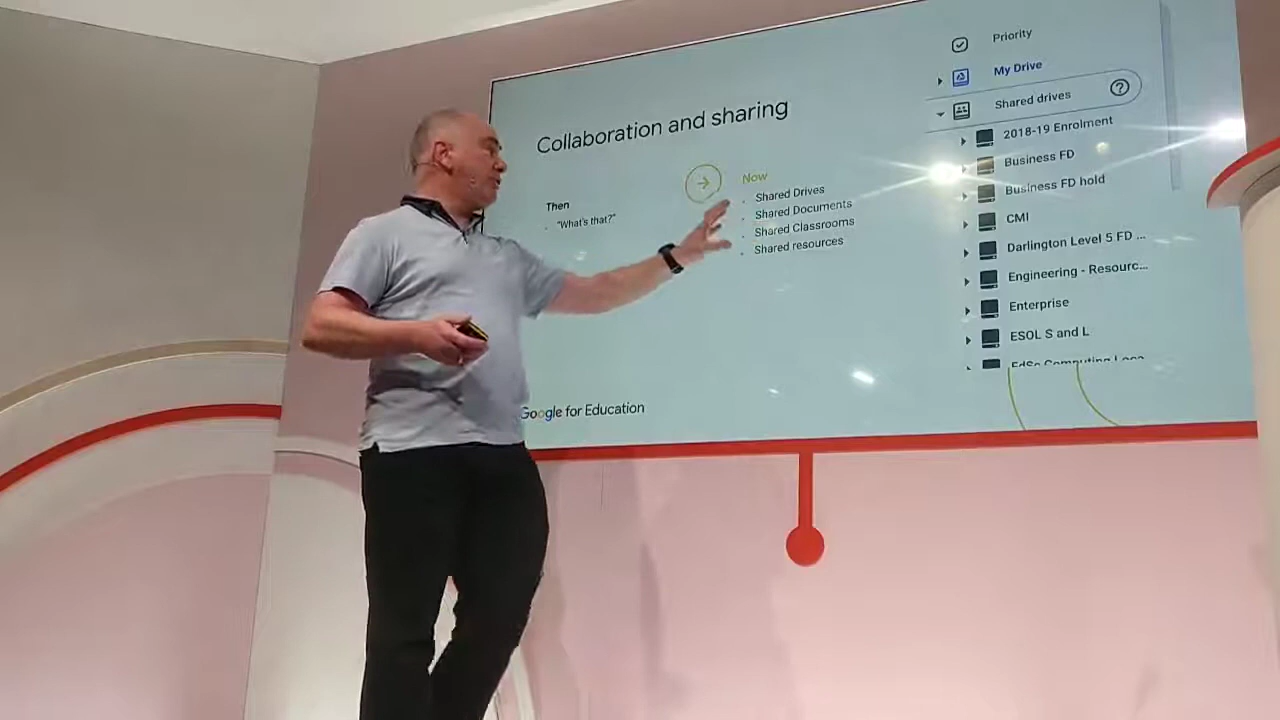 Collaboration and sharing
Then
"What's that?"
Now
Shared Drives
Shared Documents
Shared Classrooms
Shared resources
Google for Education
Priority
My Drive
Shared drives
2018-19 Enrolment
Business FD
Business FD hold
CMI
Darlington Level 5 FD ...
Engineering - Resourc...
Enterprise
ESOL S and L
Computing